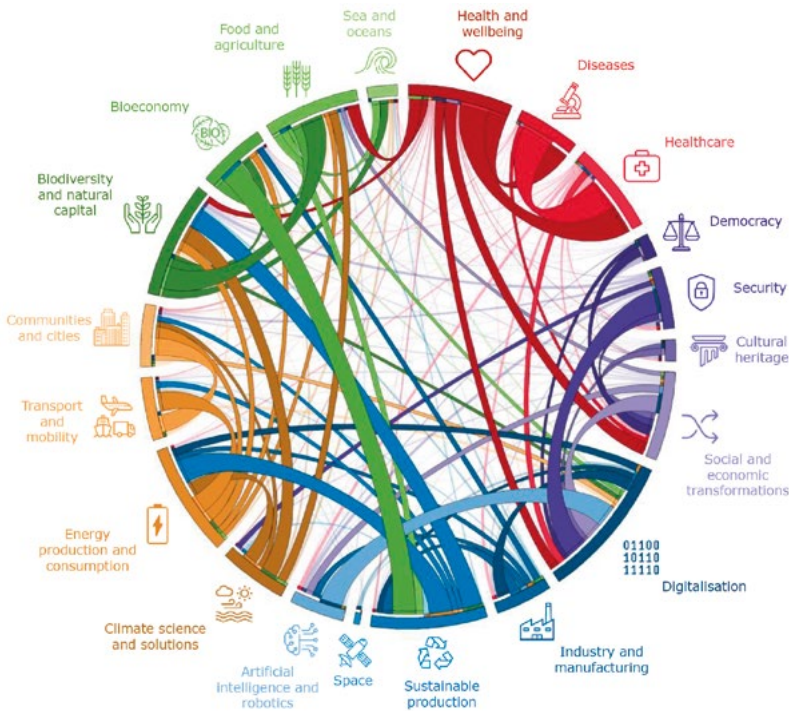 Sea and
oceans
Health and
wellbeing
Food and
agriculture
Diseases
Bioeconomy
BIO
Healthcare
Biodiversity
and natural
capital
Democracy
Security
Communities
and cities
Cultural
heritage
Transport
and
mobility
Social and
economic
transformations
Energy
production and
consumption
01100
10110
11110
Digitalisation
Climate science
and solutions
Industry and
manufacturing
Artificial
intelligence and
robotics
Space
Sustainable
production